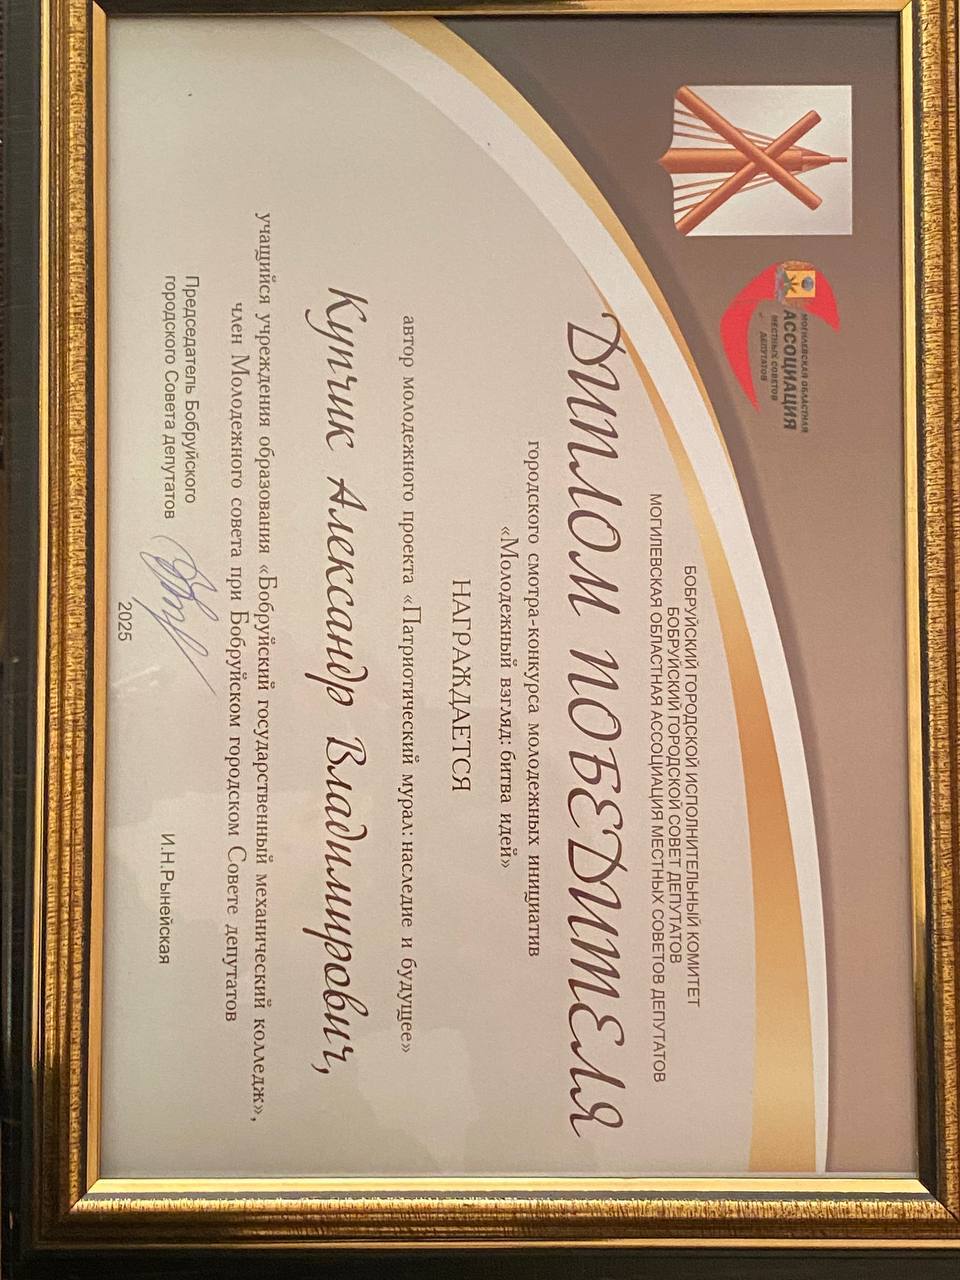 МОГИЛЕВСКАЯ ОБЛАСТНАЯ
АССОЦИАЦИЯ
МЕСТНЫХ СОВЕТОВ
ДЕПУТАТОВ
БОБРУЙСКИЙ ГОРОДСКОЙ ИСПОЛНИТЕЛЬНЫЙ КОМИТЕТ
БОБРУЙСКИЙ ГОРОДСКОЙ СОВЕТ ДЕПУТАТОВ
МОГИЛЕВСКАЯ ОБЛАСТНАЯ АССОЦИАЦИЯ МЕСТНЫХ СОВЕТОВ ДЕПУТАТОВ
ДИПЛОМ ПОБЕДИТЕЛЯ
городского смотра-конкурса молодежных инициатив
«Молодежный взгляд: битва идей»
НАГРАЖДАЕТСЯ
автор молодежного проекта «Патриотический мурал: наследие и будущее»
Купчик Александр Владимирович,
учащийся учреждения образования «Бобруйский государственный механический колледж»,
член Молодежного совета при Бобруйском городском Совете депутатов
Председатель Бобруйского
городского Совета депутатов
И.Н.Рынейская
2025